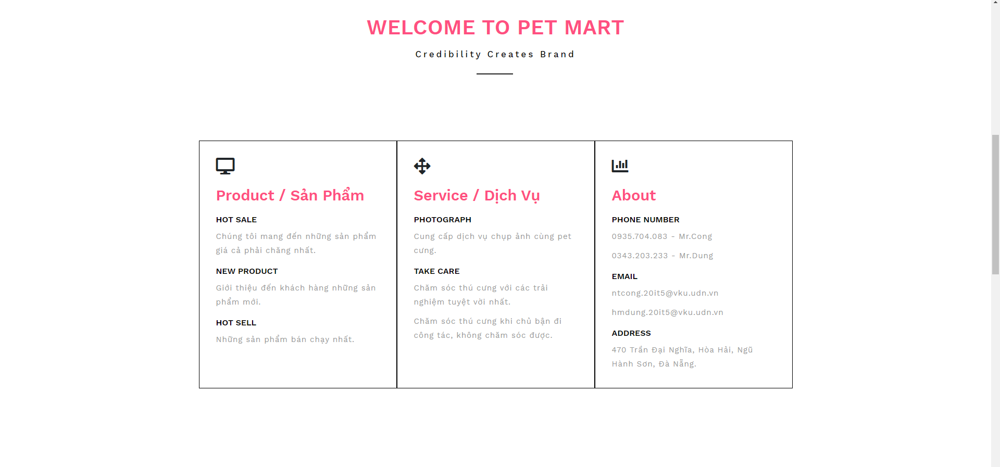 WELCOME TO PET MART
Credibility Creates Brand
Product / Sản Phẩm
HOT SALE
Chúng tôi mang đến những sản phẩm
giá cả phải chăng nhất.
NEW PRODUCT
Giới thiệu đến khách hàng những sản
phẩm mới.
HOT SELL
Những sản phẩm bán chạy nhất.
Service / Dịch Vụ
PHOTOGRAPH
Cung cấp dịch vụ chụp ảnh cùng pet
cưng.
TAKE CARE
Chăm sóc thú cưng với các trải
nghiệm tuyệt vời nhất.
Chăm sóc thú cưng khi chủ bận đi
công tác, không chăm sóc được.
About
PHONE NUMBER
0935.704.083 - Mr.Cong
0343.203.233 - Mr.Dung
EMAIL
ntcong.20it5@vku.udn.vn
hmdung.20it5@vku.udn.vn
ADDRESS
470 Trần Đại Nghĩa, Hòa Hải, Ngũ
Hành Sơn, Đà Nẵng.